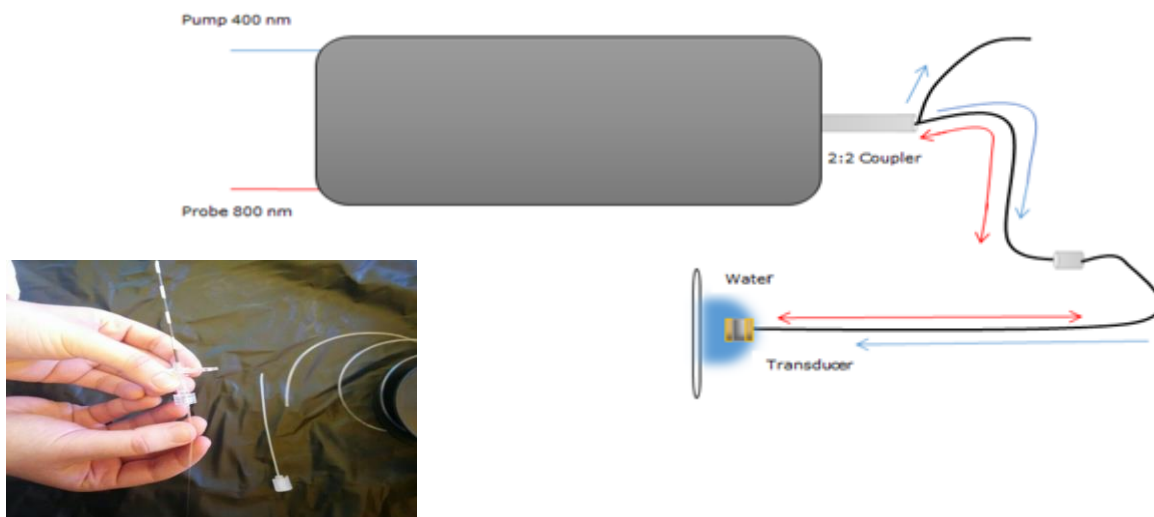 Pump 400 nm
2:2 Coupler
Probe 800 nm
Water
Transducer